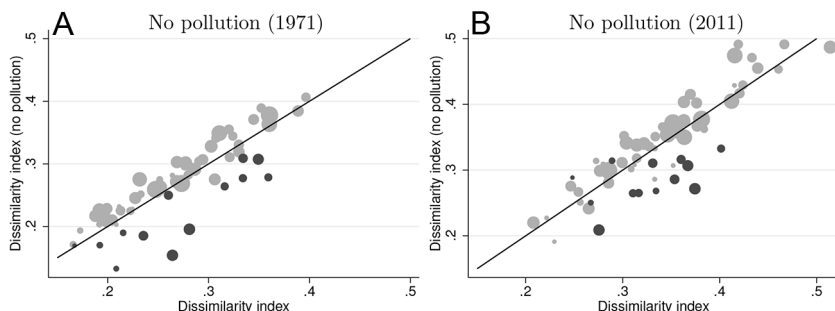 A
No pollution (1971)
Dissimilarity index (no pollution)
.5
.4
.3
.2
.2
.3
.4
.5
Dissimilarity index
B
No pollution (2011)
Dissimilarity index (no pollution)
.5
.4
.3
.2
.2
.3
.4
.5
Dissimilarity index